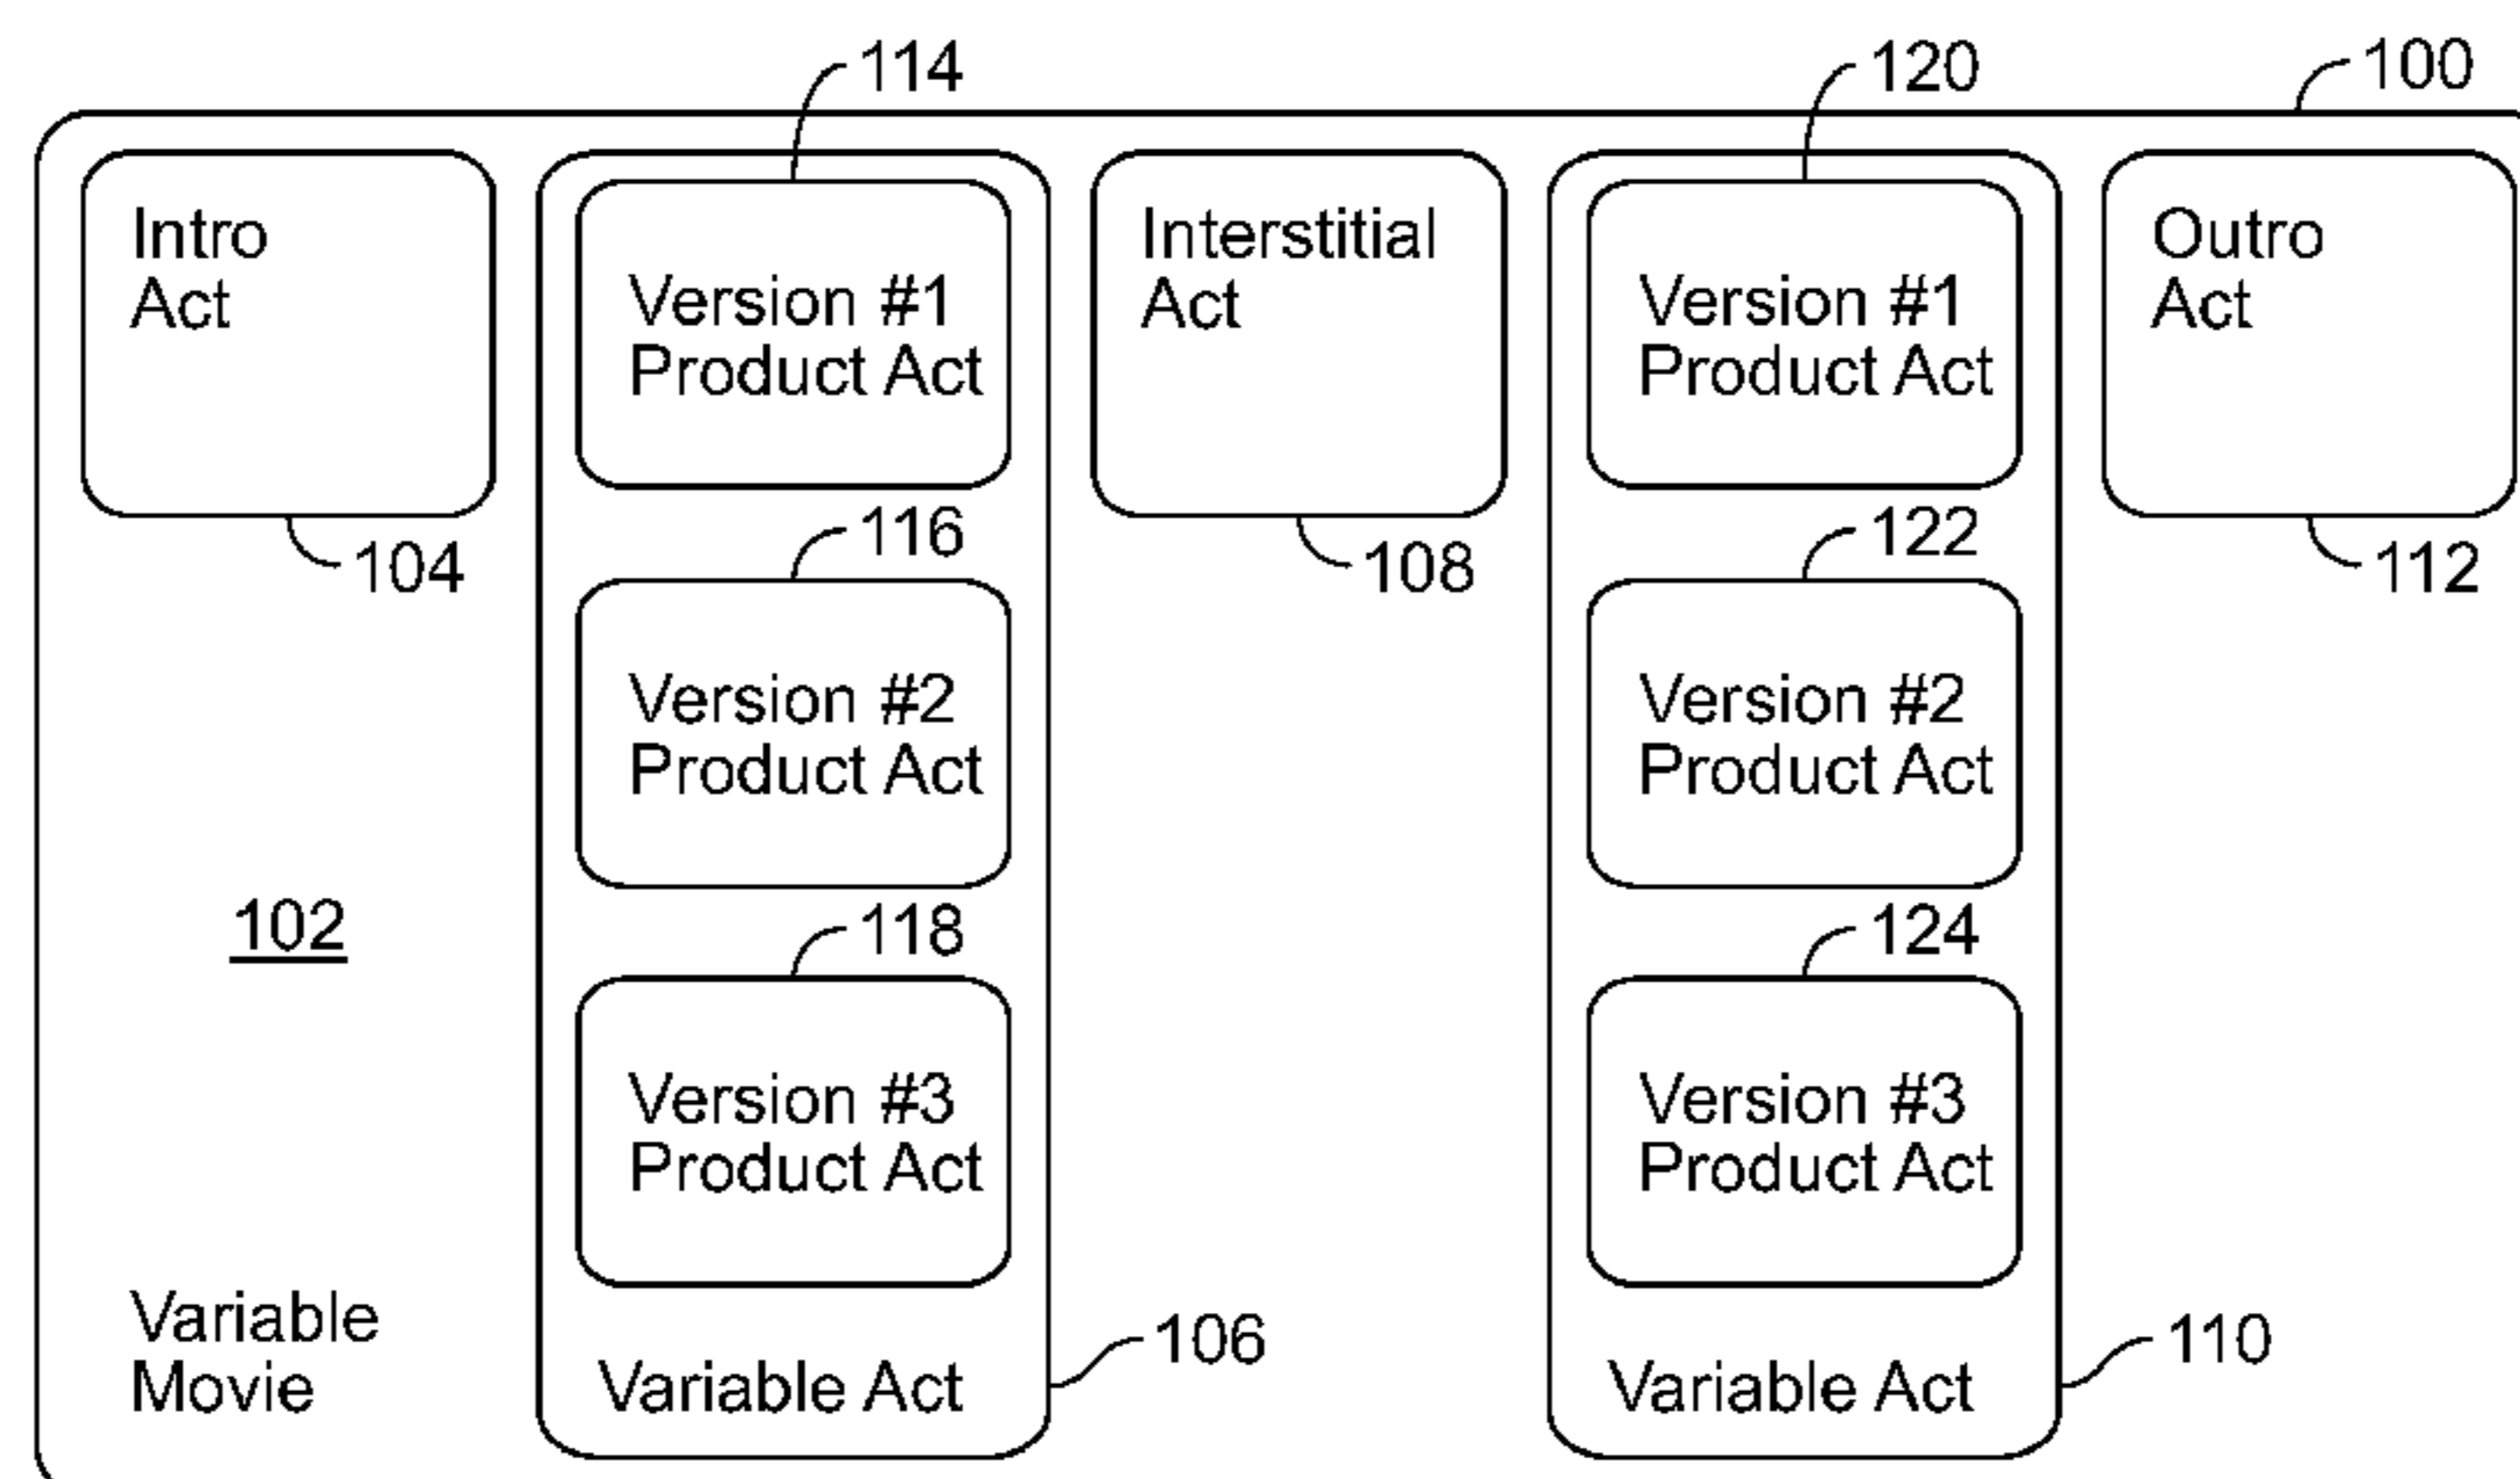 114
120
100
Intro
Act
104
Version #1
Product Act
116
Version #2
Product Act
118
Version #3
Product Act
Variable Act
106
Interstitial
Act
108
Version #1
Product Act
122
Version #2
Product Act
124
Version #3
Product Act
Variable Act
110
Outro
Act
112
102
Variable
Movie